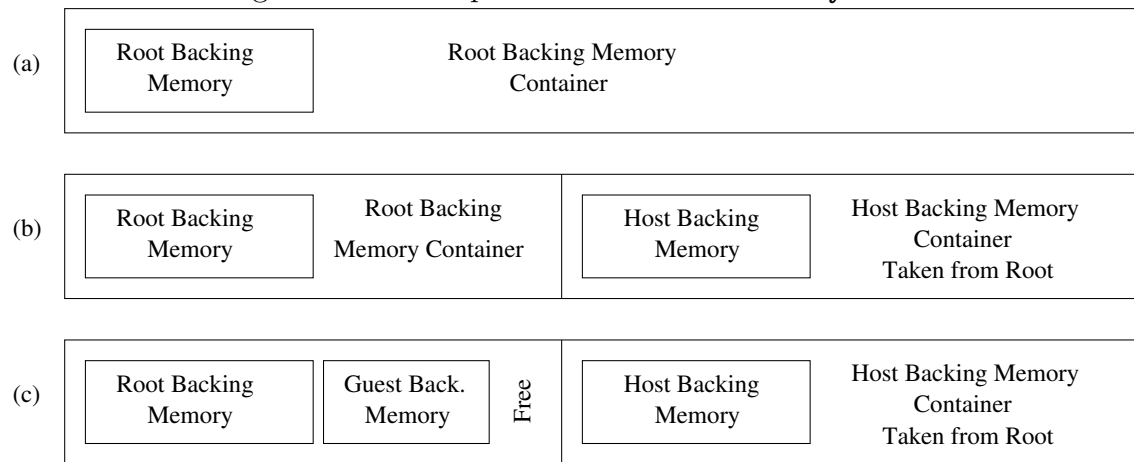 (a)
Root Backing
Memory
Root Backing Memory
Container
(b)
Root Backing
Memory
Root Backing
Memory Container
Host Backing
Memory
Host Backing Memory
Container
Taken from Root
(c)
Root Backing
Memory
Guest Back.
Memory
Free
Host Backing
Memory
Host Backing Memory
Container
Taken from Root